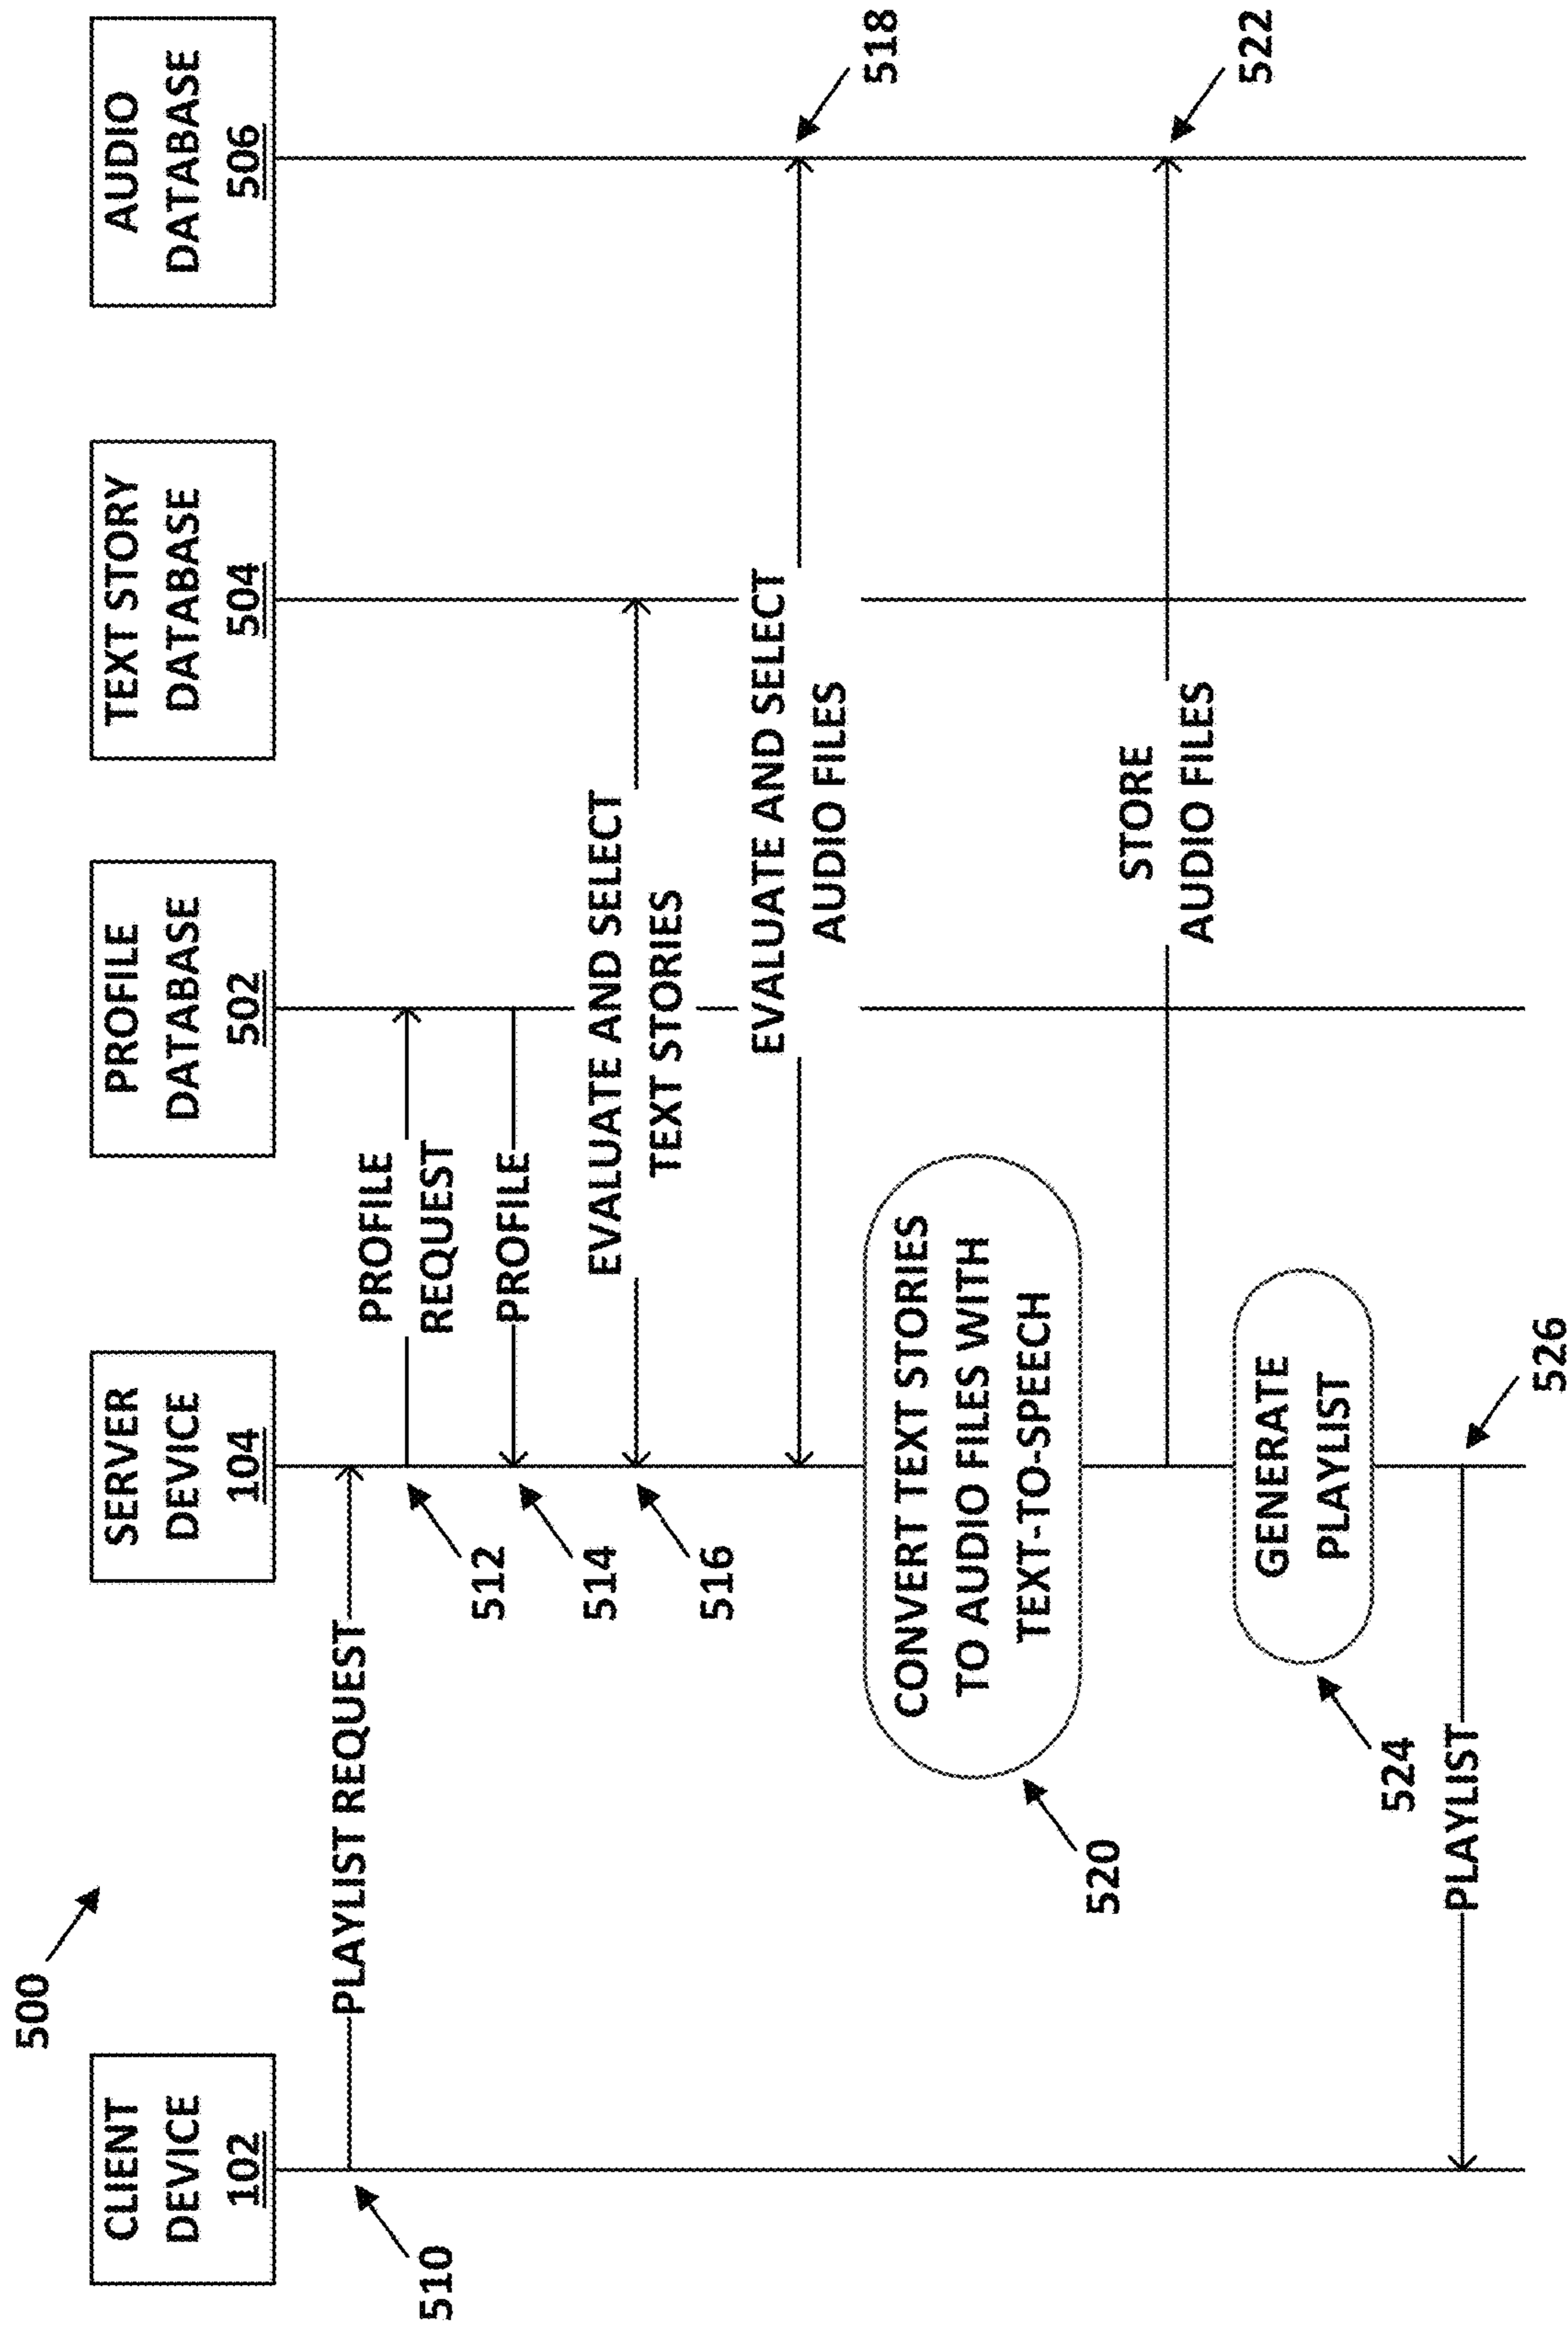 500
CLIENT
DEVICE
102
SERVER
DEVICE
104
PROFILE
DATABASE
502
TEXT STORY
DATABASE
504
AUDIO
DATABASE
506
510
PLAYLIST REQUEST
512
PROFILE
REQUEST
514
PROFILE
516
EVALUATE AND SELECT
TEXT STORIES
EVALUATE AND SELECT
AUDIO FILES
518
CONVERT TEXT STORIES
TO AUDIO FILES WITH
TEXT-TO-SPEECH
520
STORE
AUDIO FILES
522
GENERATE
PLAYLIST
524
PLAYLIST
526